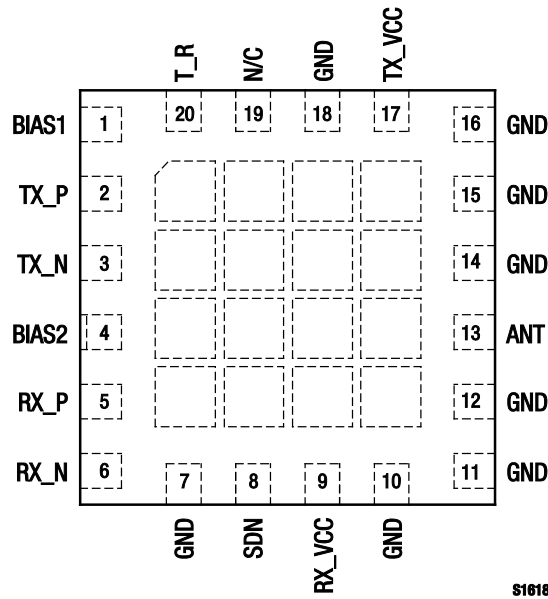 T_R
N/C
GND
TX_VCC
20 19 18 17
BIAS1 1 16 GND
TX_P 2 15 GND
TX_N 3 14 GND
BIAS2 4 13 ANT
RX_P 5 12 GND
RX_N 6 11 GND
7 8 9 10
GND
SDN
RX_VCC
GND
S1618